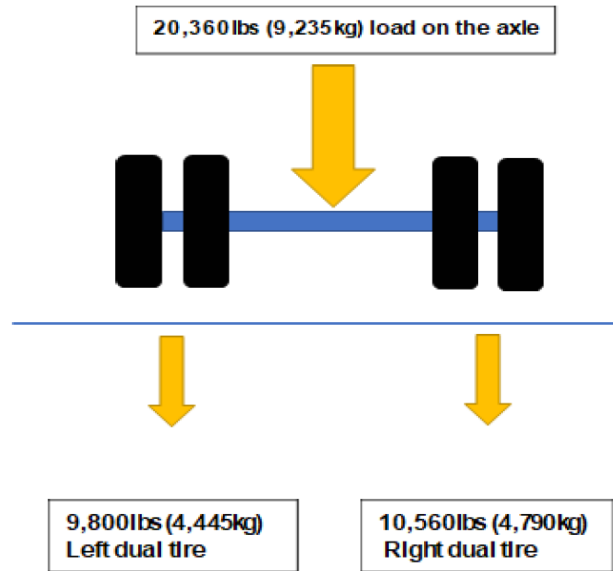 20,360lbs (9,235kg) load on the axle
9,800lbs (4,445kg)
Left dual tire
10,560lbs (4,790kg)
Right dual tire